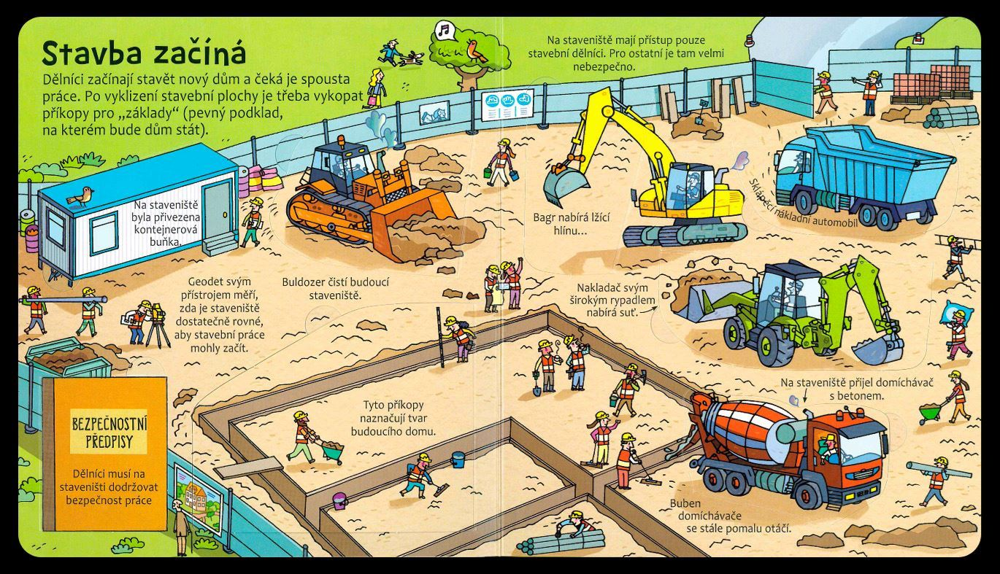 Stavba začíná
Dělníci začínají stavět nový dům a čeká je spousta
práce. Po vyklizení stavební plochy je třeba vykopat
příkopy pro „základy“ (pevný podklad,
na kterém bude dům stát).
Na staveniště mají přístup pouze
stavební dělníci. Pro ostatní je tam velmi
nebezpečno.
Na staveniště
byla přivezena
kontejnerová
buňka.
Bagr nabírá lžící
hlínu...
Sklápěcí nákladní automobil
Geodet svým
přístrojem měří,
zda je staveniště
dostatečně rovné,
aby stavební práce
mohly začít.
Buldozer čistí budoucí
staveniště.
Nakladač svým
širokým rypadlem
nabírá suť.
Na staveniště přijel domíchávač
s betonem.
Tyto příkopy
naznačují tvar
budoucího domu.
BEZPEČNOSTNÍ
PŘEDPISY
Dělníci musí na
staveništi dodržovat
bezpečnost práce
Buben
domíchávače
se stále pomalu otáčí.